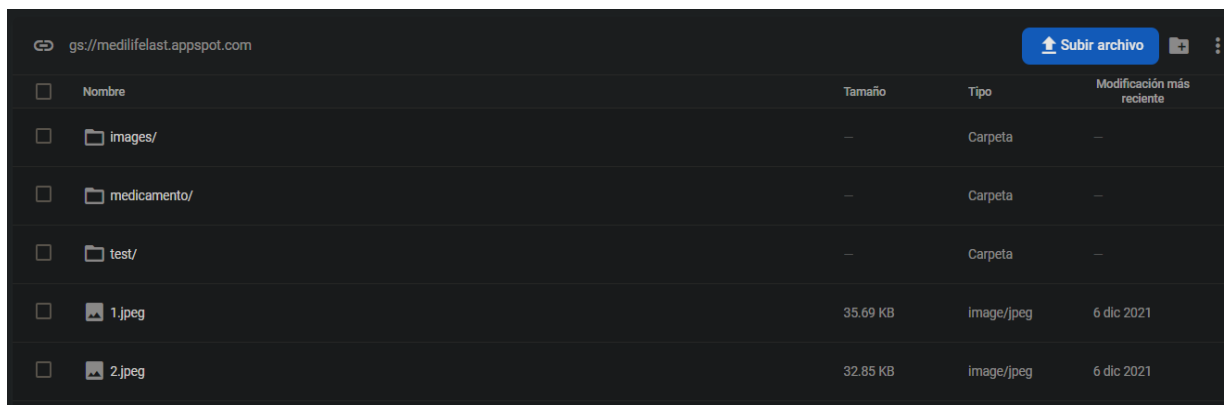 gs://medilifelast.appspot.com Subir archivo
Nombre Tamaño Tipo Modificación más
reciente
images/ — Carpeta —
medicamento/ — Carpeta —
test/ — Carpeta —
1.jpeg 35.69 KB image/jpeg 6 dic 2021
2.jpeg 32.85 KB image/jpeg 6 dic 2021